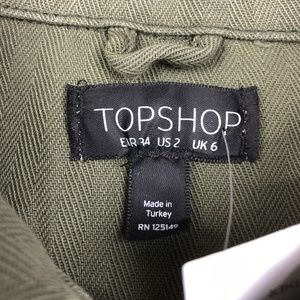 TOPSHOP
EUR 34 US 2 UK 6
Made in
Turkey
RN 125149